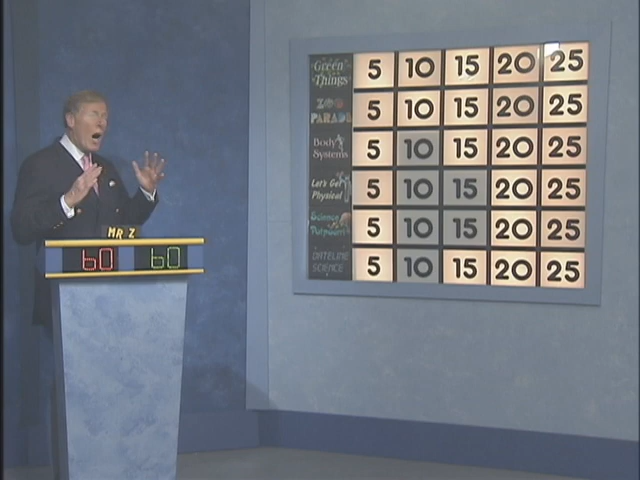 Green Things 5 10 15 20 25
ZOO PARADE 5 10 15 20 25
Body Systems 5 10 15 20 25
Let's Get Physical 5 10 15 20 25
Science Potpourri 5 10 15 20 25
DATELINE SCIENCE 5 10 15 20 25
MR Z
60 60